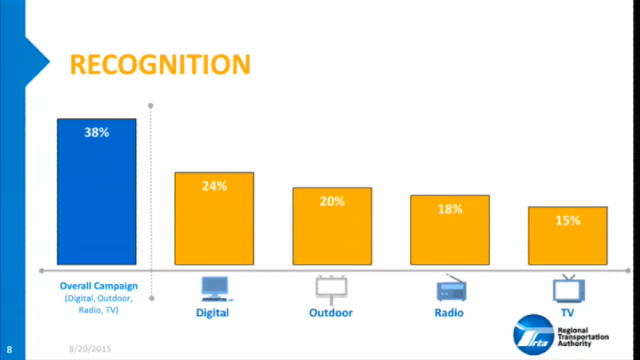 RECOGNITION
38%
24%
20%
18%
15%
Overall Campaign
(Digital, Outdoor,
Radio, TV)
Digital
Outdoor
Radio
TV
8
8/20/2015
rta
Regional
Transportation
Authority